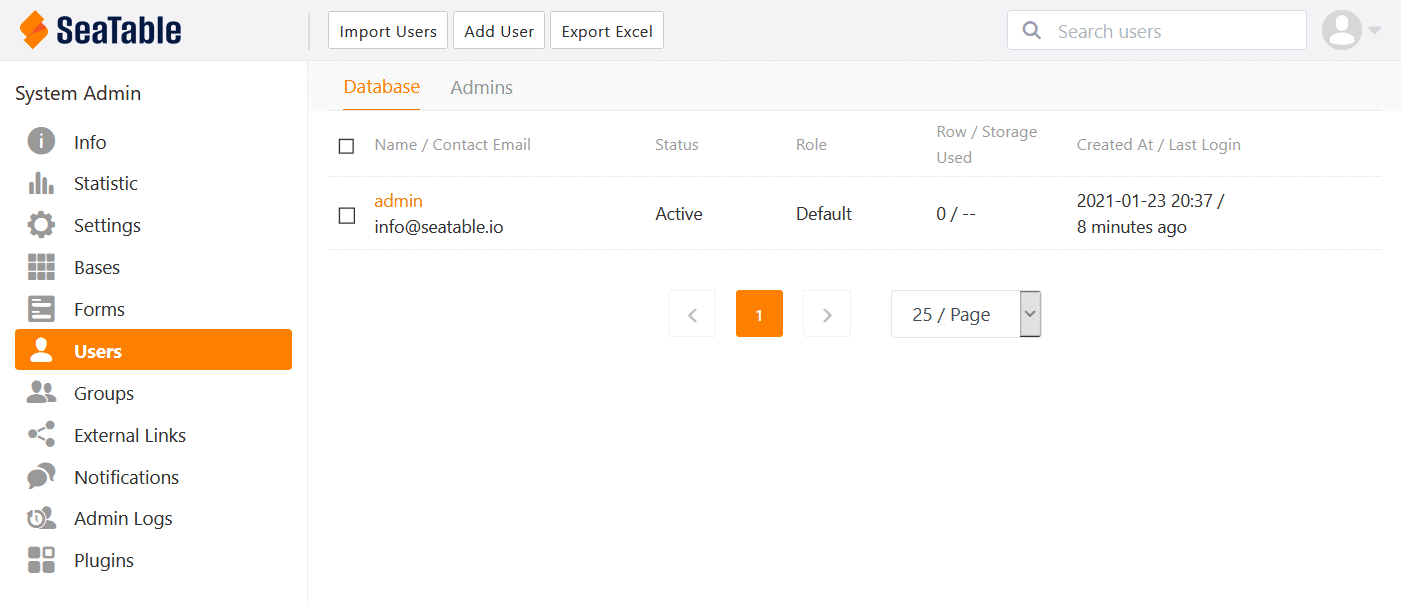 SeaTable
Import Users
Add User
Export Excel
Search users
System Admin
Info
Statistic
Settings
Bases
Forms
Users
Groups
External Links
Notifications
Admin Logs
Plugins
Database
Admins
Name / Contact Email
Status
Role
Row / Storage
Used
Created At / Last Login
admin
info@seatable.io
Active
Default
0 / --
2021-01-23 20:37 /
8 minutes ago
1
25 / Page